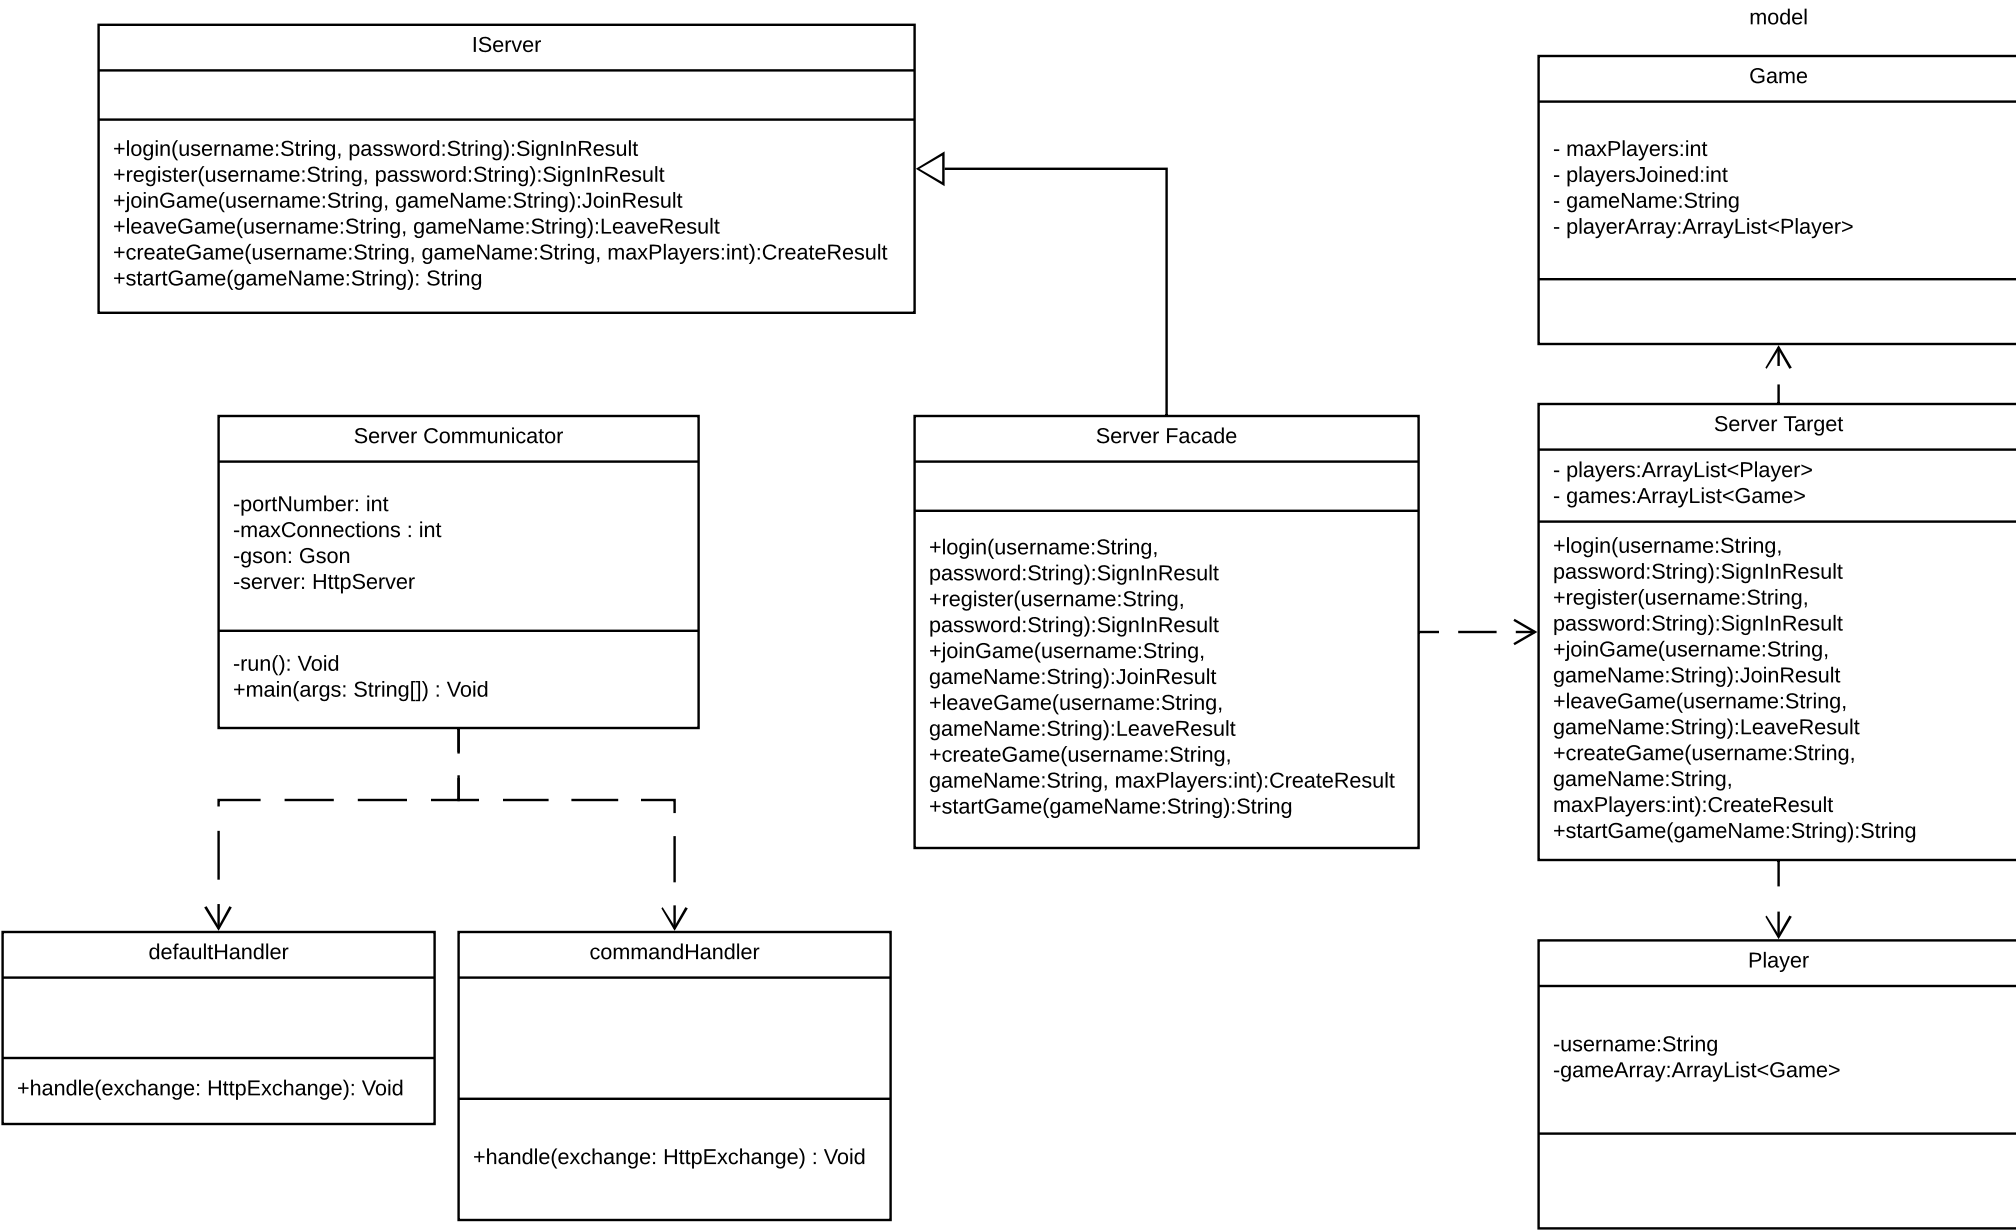 model
IServer
+login(username:String, password:String):SignInResult
+register(username:String, password:String):SignInResult
+joinGame(username:String, gameName:String):JoinResult
+leaveGame(username:String, gameName:String):LeaveResult
+createGame(username:String, gameName:String, maxPlayers:int):CreateResult
+startGame(gameName:String): String
Game
- maxPlayers:int
- playersJoined:int
- gameName:String
- playerArray:ArrayList<Player>
Server Communicator
-portNumber: int
-maxConnections : int
-gson: Gson
-server: HttpServer
-run(): Void
+main(args: String[]) : Void
Server Facade
+login(username:String,
password:String):SignInResult
+register(username:String,
password:String):SignInResult
+joinGame(username:String,
gameName:String):JoinResult
+leaveGame(username:String,
gameName:String):LeaveResult
+createGame(username:String,
gameName:String, maxPlayers:int):CreateResult
+startGame(gameName:String):String
Server Target
- players:ArrayList<Player>
- games:ArrayList<Game>
+login(username:String,
password:String):SignInResult
+register(username:String,
password:String):SignInResult
+joinGame(username:String,
gameName:String):JoinResult
+leaveGame(username:String,
gameName:String):LeaveResult
+createGame(username:String,
gameName:String,
maxPlayers:int):CreateResult
+startGame(gameName:String):String
defaultHandler
+handle(exchange: HttpExchange): Void
commandHandler
+handle(exchange: HttpExchange) : Void
Player
-username:String
-gameArray:ArrayList<Game>